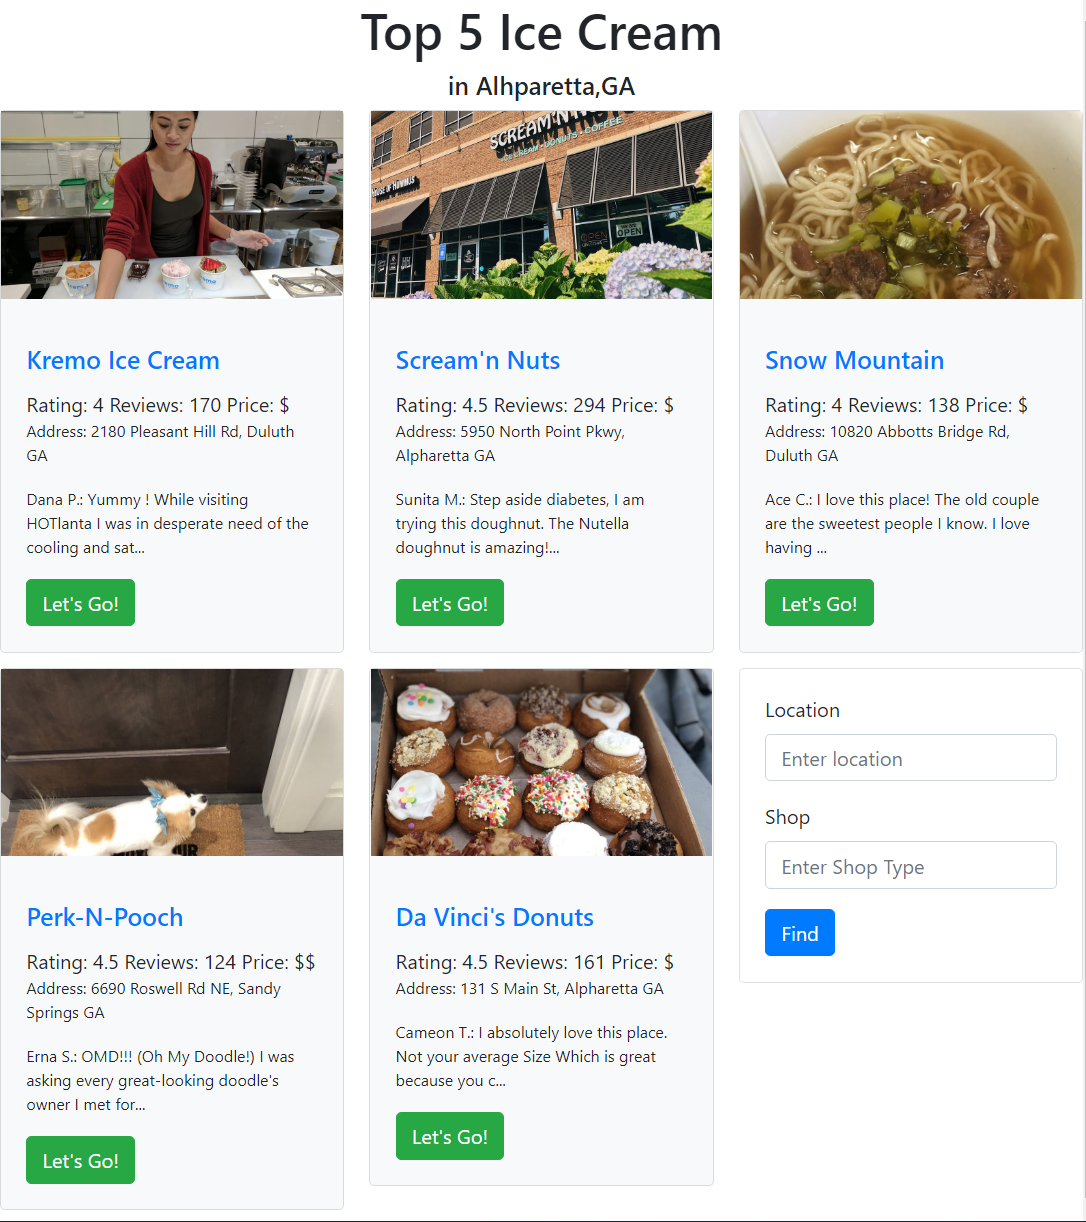 Top 5 Ice Cream
in Alhparetta,GA
SCREAM'N NUTS
ICE CREAM · DONUTS · COFFEE
HOUSE OF HUMMUS
OPEN
OPEN
Kremo Ice Cream
Rating: 4 Reviews: 170 Price: $
Address: 2180 Pleasant Hill Rd, Duluth
GA
Dana P.: Yummy ! While visiting
HOTlanta I was in desperate need of the
cooling and sat...
Let's Go!
Scream'n Nuts
Rating: 4.5 Reviews: 294 Price: $
Address: 5950 North Point Pkwy,
Alpharetta GA
Sunita M.: Step aside diabetes, I am
trying this doughnut. The Nutella
doughnut is amazing!...
Let's Go!
Snow Mountain
Rating: 4 Reviews: 138 Price: $
Address: 10820 Abbotts Bridge Rd,
Duluth GA
Ace C.: I love this place! The old couple
are the sweetest people I know. I love
having ...
Let's Go!
Perk-N-Pooch
Rating: 4.5 Reviews: 124 Price: $$
Address: 6690 Roswell Rd NE, Sandy
Springs GA
Erna S.: OMD!!! (Oh My Doodle!) I was
asking every great-looking doodle's
owner I met for...
Let's Go!
Da Vinci's Donuts
Rating: 4.5 Reviews: 161 Price: $
Address: 131 S Main St, Alpharetta GA
Cameon T.: I absolutely love this place.
Not your average Size Which is great
because you c...
Let's Go!
Location
Enter location
Shop
Enter Shop Type
Find